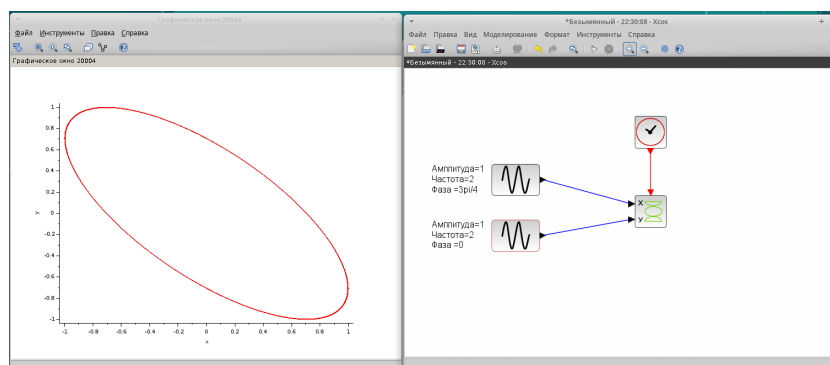 Графическое окно 20004
Файл Инструменты Правка Справка
Графическое окно 20004
1
0.8
0.6
0.4
0.2
0
-0.2
-0.4
-0.6
-0.8
-1
y
-1 -0.8 -0.6 -0.4 -0.2 0 0.2 0.4 0.6 0.8 1
x
*Безымянный - 22:30:08 - Xcos
Файл Правка Вид Моделирование Формат Инструменты Справка
*Безымянный - 22:30:08 - Xcos
Амплитуда=1
Частота=2
Фаза =3pi/4
Амплитуда=1
Частота=2
Фаза =0
X
y